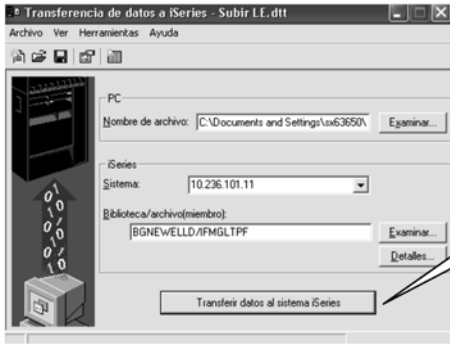 Transferencia de datos a iSeries - Subir LE.dtt
Archivo Ver Herramientas Ayuda
PC
Nombre de archivo: C:\Documents and Settings\sx63650\ Examinar...
iSeries
Sistema: 10.236.101.11
Biblioteca/archivo(miembro):
BGNEWELLD/IFMGLTPF Examinar...
Detalles...
Transferir datos al sistema iSeries